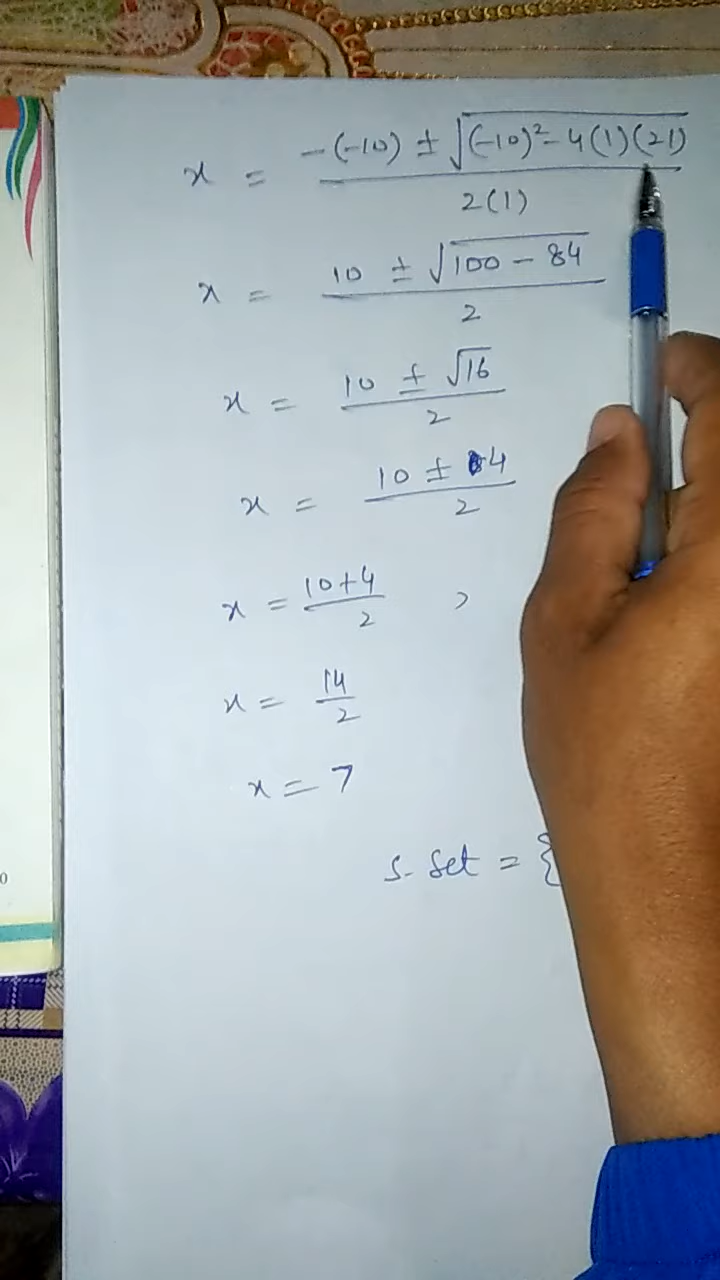 x = -(-10) ± √(-10)² - 4(1)(21) / 2(1)
x = 10 ± √100 - 84 / 2
x = 10 ± √16 / 2
x = 10 ± 4 / 2
x = 10+4 / 2 ,
x = 14 / 2
x = 7
S. Set = {
0